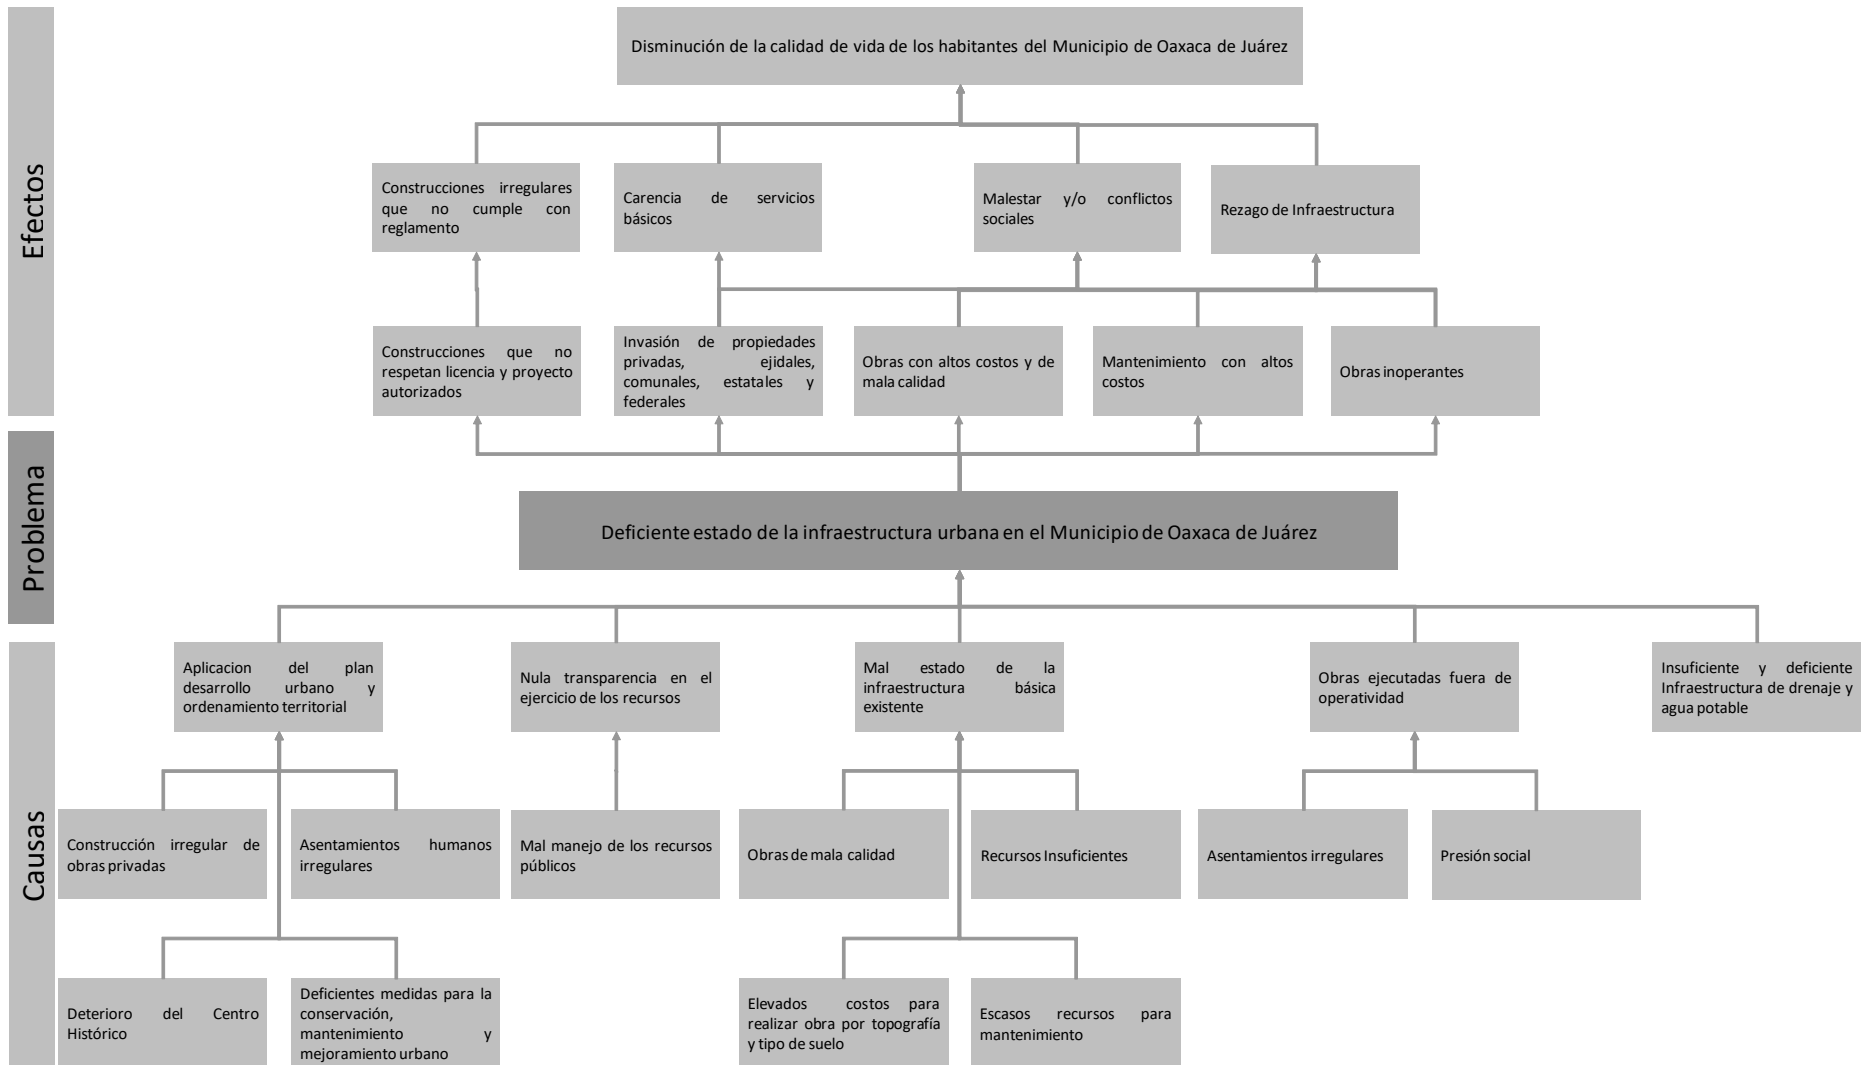 Efectos
Disminución de la calidad de vida de los habitantes del Municipio de Oaxaca de Juárez
Construcciones irregulares
que no cumple con
reglamento
Carencia de servicios
básicos
Malestar y/o conflictos
sociales
Rezago de Infraestructura
Construcciones que no
respetan licencia y proyecto
autorizados
Invasión de propiedades
privadas, ejidales,
comunales, estatales y
federales
Obras con altos costos y de
mala calidad
Mantenimiento con altos
costos
Obras inoperantes
Problema
Deficiente estado de la infraestructura urbana en el Municipio de Oaxaca de Juárez
Causas
Aplicacion del plan
desarrollo urbano y
ordenamiento territorial
Nula transparencia en el
ejercicio de los recursos
Mal estado de la
infraestructura básica
existente
Obras ejecutadas fuera de
operatividad
Insuficiente y deficiente
Infraestructura de drenaje y
agua potable
Construcción irregular de
obras privadas
Asentamientos humanos
irregulares
Mal manejo de los recursos
públicos
Obras de mala calidad
Recursos Insuficientes
Asentamientos irregulares
Presión social
Deterioro del Centro
Histórico
Deficientes medidas para la
conservación,
mantenimiento y
mejoramiento urbano
Elevados costos para
realizar obra por topografía
y tipo de suelo
Escasos recursos para
mantenimiento